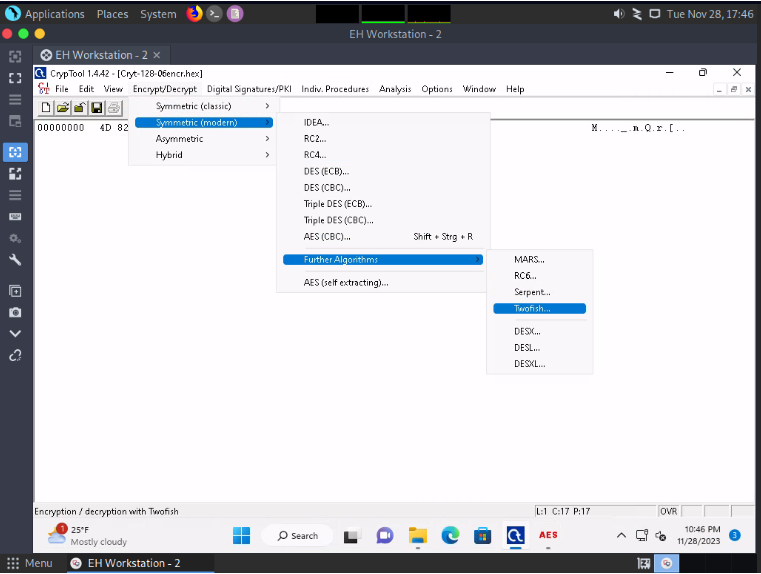 Applications Places System Tue Nov 28, 17:46
EH Workstation - 2
EH Workstation - 2 ×
CrypTool 1.4.42 - [Cryt-128-06encr.hex]
File Edit View Encrypt/Decrypt Digital Signatures/PKI Indiv. Procedures Analysis Options Window Help
Symmetric (classic) >
00000000 4D 82
Symmetric (modern) >
M...._.m.Q.r.[..
Asymmetric >
Hybrid >
IDEA...
RC2...
RC4...
DES (ECB)...
DES (CBC)...
Triple DES (ECB)...
Triple DES (CBC)...
AES (CBC)... Shift + Strg + R
Further Algorithms >
AES (self extracting)...
MARS...
RC6...
Serpent...
Twofish...
DESX...
DESL...
DESXL...
Encryption / decryption with Twofish L:1 C:17 P:17 OVR
1
25°F
Mostly cloudy
Search
AES
10:46 PM
11/28/2023
3
Menu EH Workstation - 2